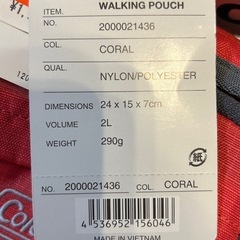 ITEM. WALKING POUCH
NO. 2000021436
COL. CORAL
QUAL. NYLON/POLYESTER
DIMENSIONS 24 x 15 x 7cm
VOLUME 2L
WEIGHT 290g
紙
NO. 2000021436 COL. CORAL
4 536952 156046
MADE IN VIETNAM